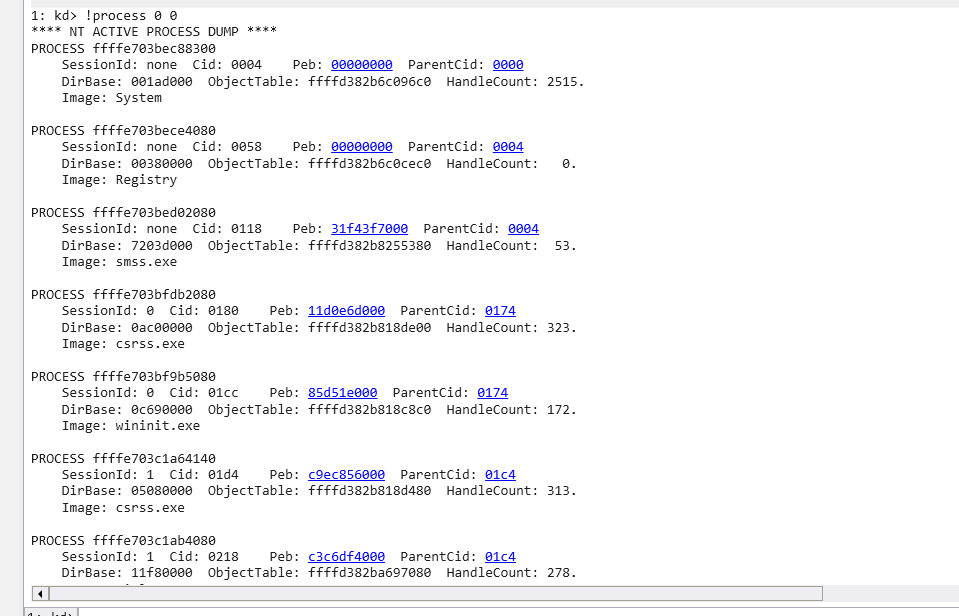 1: kd> !process 0 0
**** NT ACTIVE PROCESS DUMP ****
PROCESS ffffe703bec88300
    SessionId: none  Cid: 0004    Peb: 00000000  ParentCid: 0000
    DirBase: 001ad000  ObjectTable: ffffd382b6c096c0  HandleCount: 2515.
    Image: System

PROCESS ffffe703bece4080
    SessionId: none  Cid: 0058    Peb: 00000000  ParentCid: 0004
    DirBase: 00380000  ObjectTable: ffffd382b6c0cec0  HandleCount:   0.
    Image: Registry

PROCESS ffffe703bed02080
    SessionId: none  Cid: 0118    Peb: 31f43f7000  ParentCid: 0004
    DirBase: 7203d000  ObjectTable: ffffd382b8255380  HandleCount:  53.
    Image: smss.exe

PROCESS ffffe703bfdb2080
    SessionId: 0  Cid: 0180    Peb: 11d0e6d000  ParentCid: 0174
    DirBase: 0ac00000  ObjectTable: ffffd382b818de00  HandleCount: 323.
    Image: csrss.exe

PROCESS ffffe703bf9b5080
    SessionId: 0  Cid: 01cc    Peb: 85d51e000  ParentCid: 0174
    DirBase: 0c690000  ObjectTable: ffffd382b818c8c0  HandleCount: 172.
    Image: wininit.exe

PROCESS ffffe703c1a64140
    SessionId: 1  Cid: 01d4    Peb: c9ec856000  ParentCid: 01c4
    DirBase: 05080000  ObjectTable: ffffd382b818d480  HandleCount: 313.
    Image: csrss.exe

PROCESS ffffe703c1ab4080
    SessionId: 1  Cid: 0218    Peb: c3c6df4000  ParentCid: 01c4
    DirBase: 11f80000  ObjectTable: ffffd382ba697080  HandleCount: 278.
1: kd>